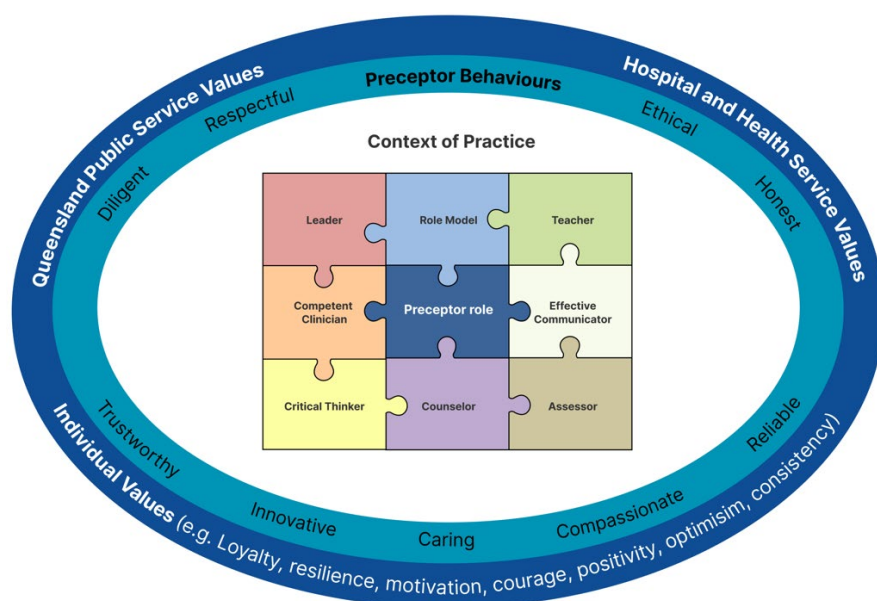 Queensland Public Service Values
Hospital and Health Service Values
Preceptor Behaviours
Respectful
Ethical
Diligent
Honest
Context of Practice
Leader
Role Model
Teacher
Competent
Clinician
Preceptor role
Effective
Communicator
Critical Thinker
Counselor
Assessor
Trustworthy
Reliable
Innovative
Caring
Compassionate
Individual Values (e.g. Loyalty, resilience, motivation, courage, positivity, optimisim, consistency)